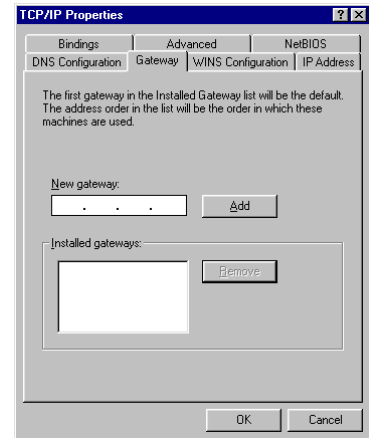 TCP/IP Properties
Bindings Advanced NetBIOS
DNS Configuration Gateway WINS Configuration IP Address
The first gateway in the Installed Gateway list will be the default.
The address order in the list will be the order in which these
machines are used.
New gateway:
. . . Add
Installed gateways:
Remove
OK Cancel